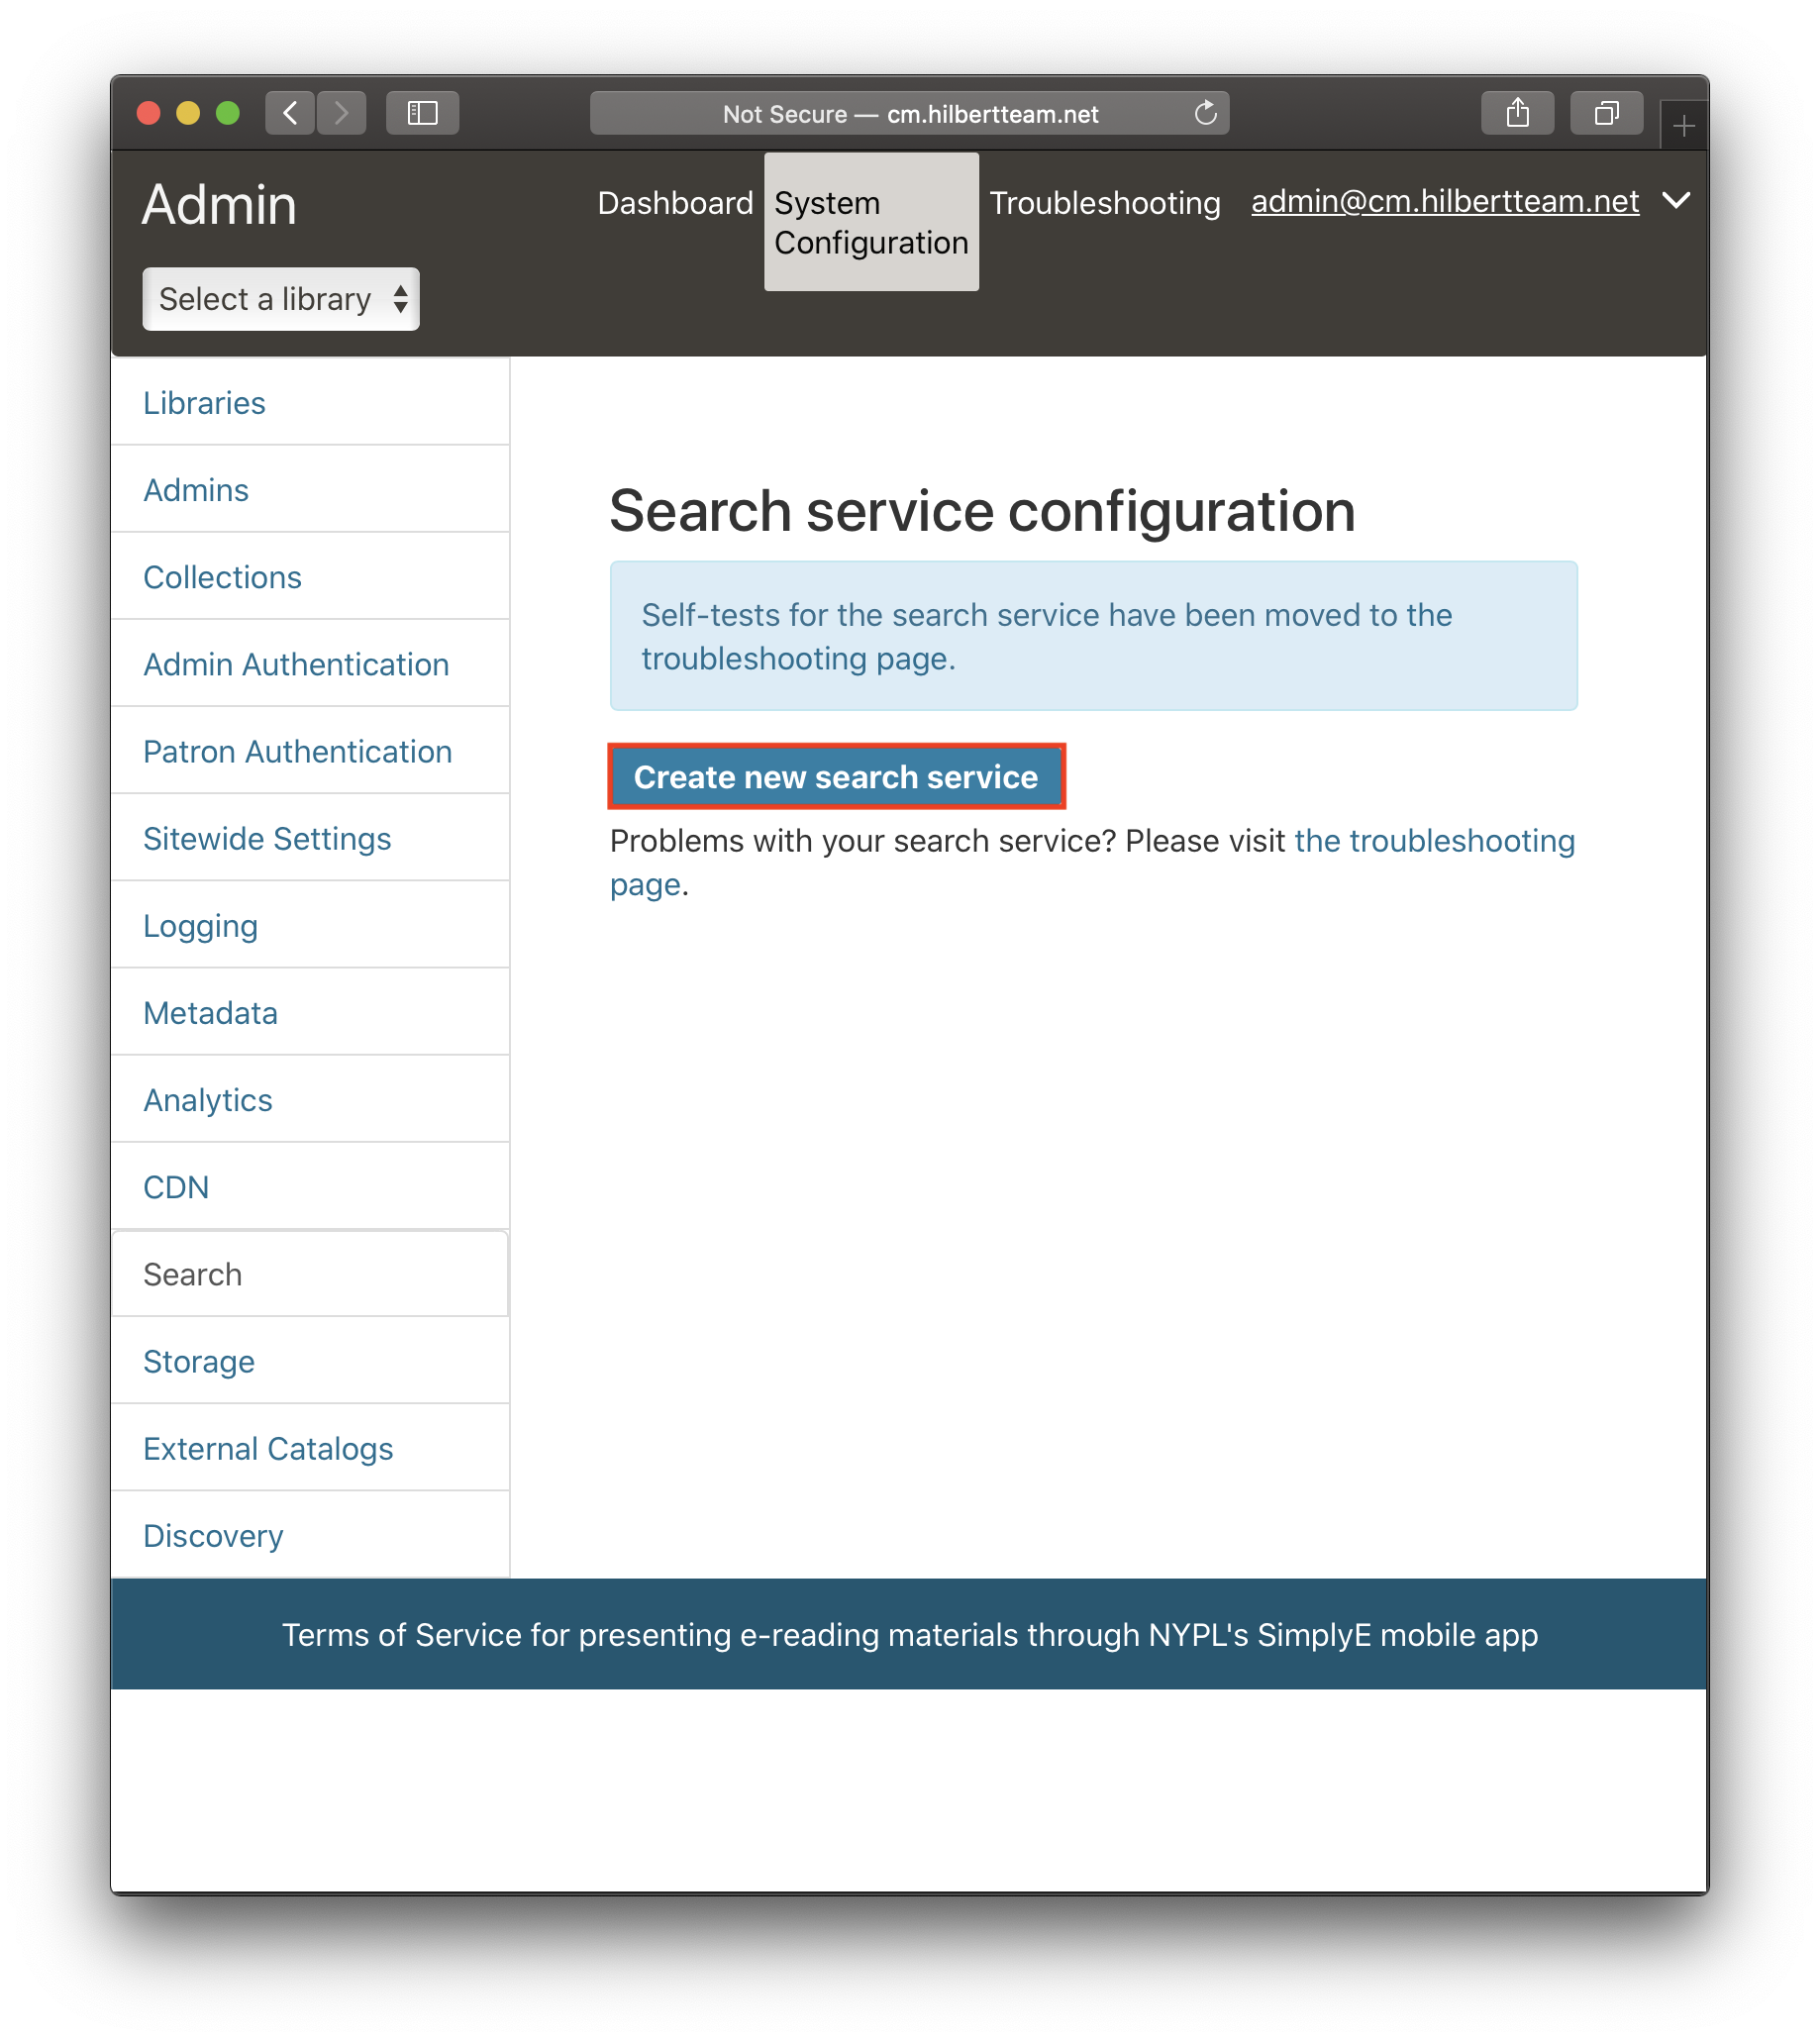 Not Secure — cm.hilbertteam.net
Admin
Dashboard
System
Configuration
Troubleshooting
admin@cm.hilbertteam.net
Select a library
Libraries
Admins
Collections
Admin Authentication
Patron Authentication
Sitewide Settings
Logging
Metadata
Analytics
CDN
Search
Storage
External Catalogs
Discovery
Search service configuration
Self-tests for the search service have been moved to the
troubleshooting page.
Create new search service
Problems with your search service? Please visit the troubleshooting
page.
Terms of Service for presenting e-reading materials through NYPL's SimplyE mobile app